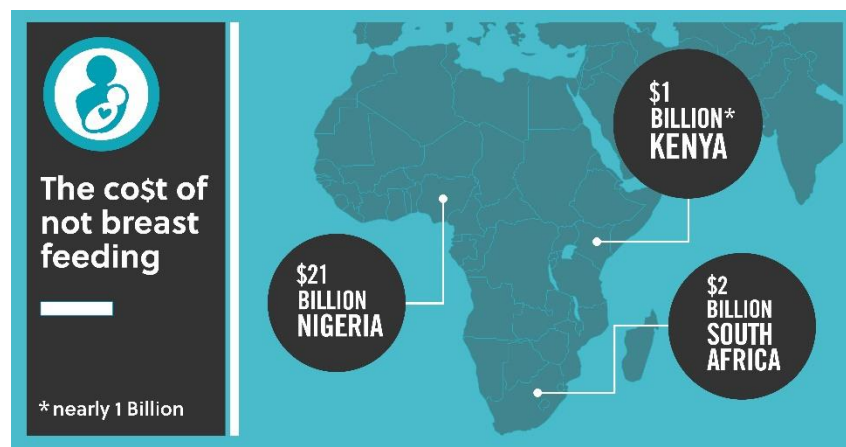 The co$t of
not breast
feeding
*nearly 1 Billion
$21
BILLION
NIGERIA
$1
BILLION*
KENYA
$2
BILLION
SOUTH
AFRICA